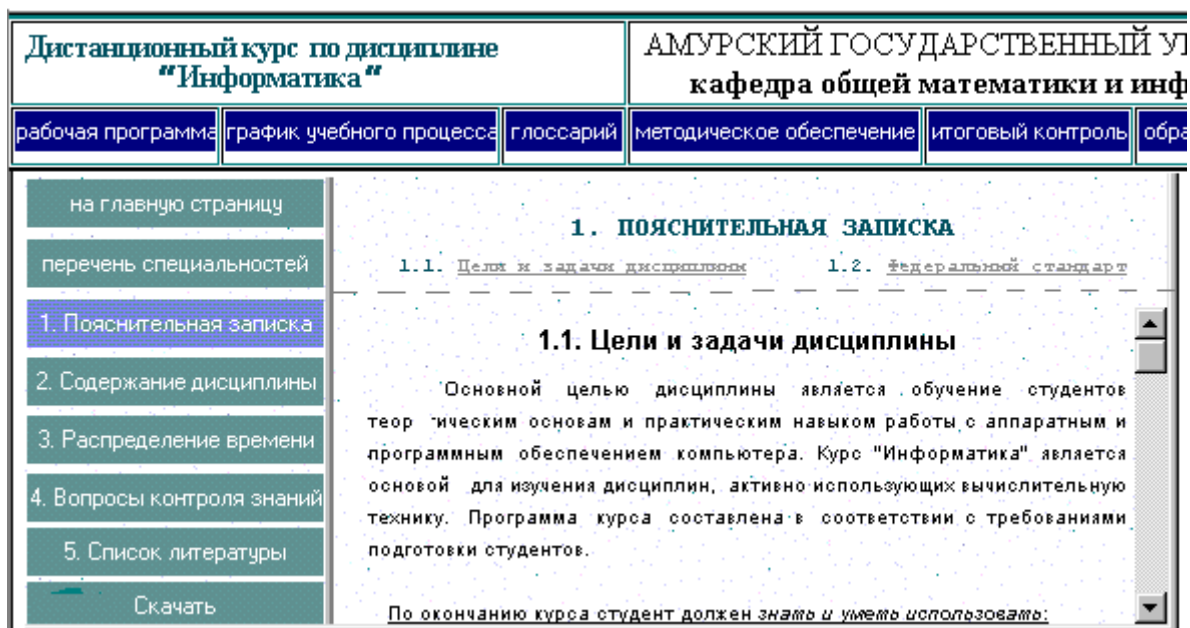 Дистанционный курс по дисциплине
"Информатика"
АМУРСКИЙ ГОСУДАРСТВЕННЫЙ У
кафедра общей математики и инф
рабочая программа
график учебного процесса
глоссарий
методическое обеспечение
итоговый контроль
обра
на главную страницу
перечень специальностей
1. Пояснительная записка
2. Содержание дисциплины
3. Распределение времени
4. Вопросы контроля знаний
5. Список литературы
Скачать
1. ПОЯСНИТЕЛЬНАЯ ЗАПИСКА
1.1. Цели и задачи дисциплины 1.2. Федеральный стандарт
1.1. Цели и задачи дисциплины
Основной целью дисциплины является обучение студентов
теор тическим основам и практическим навыком работы с аппаратным и
программным обеспечением компьютера. Курс "Информатика" является
основой для изучения дисциплин, активно использующих вычислительную
технику. Программа курса составлена в соответствии с требованиями
подготовки студентов.
По окончанию курса студент должен знать и уметь использовать: